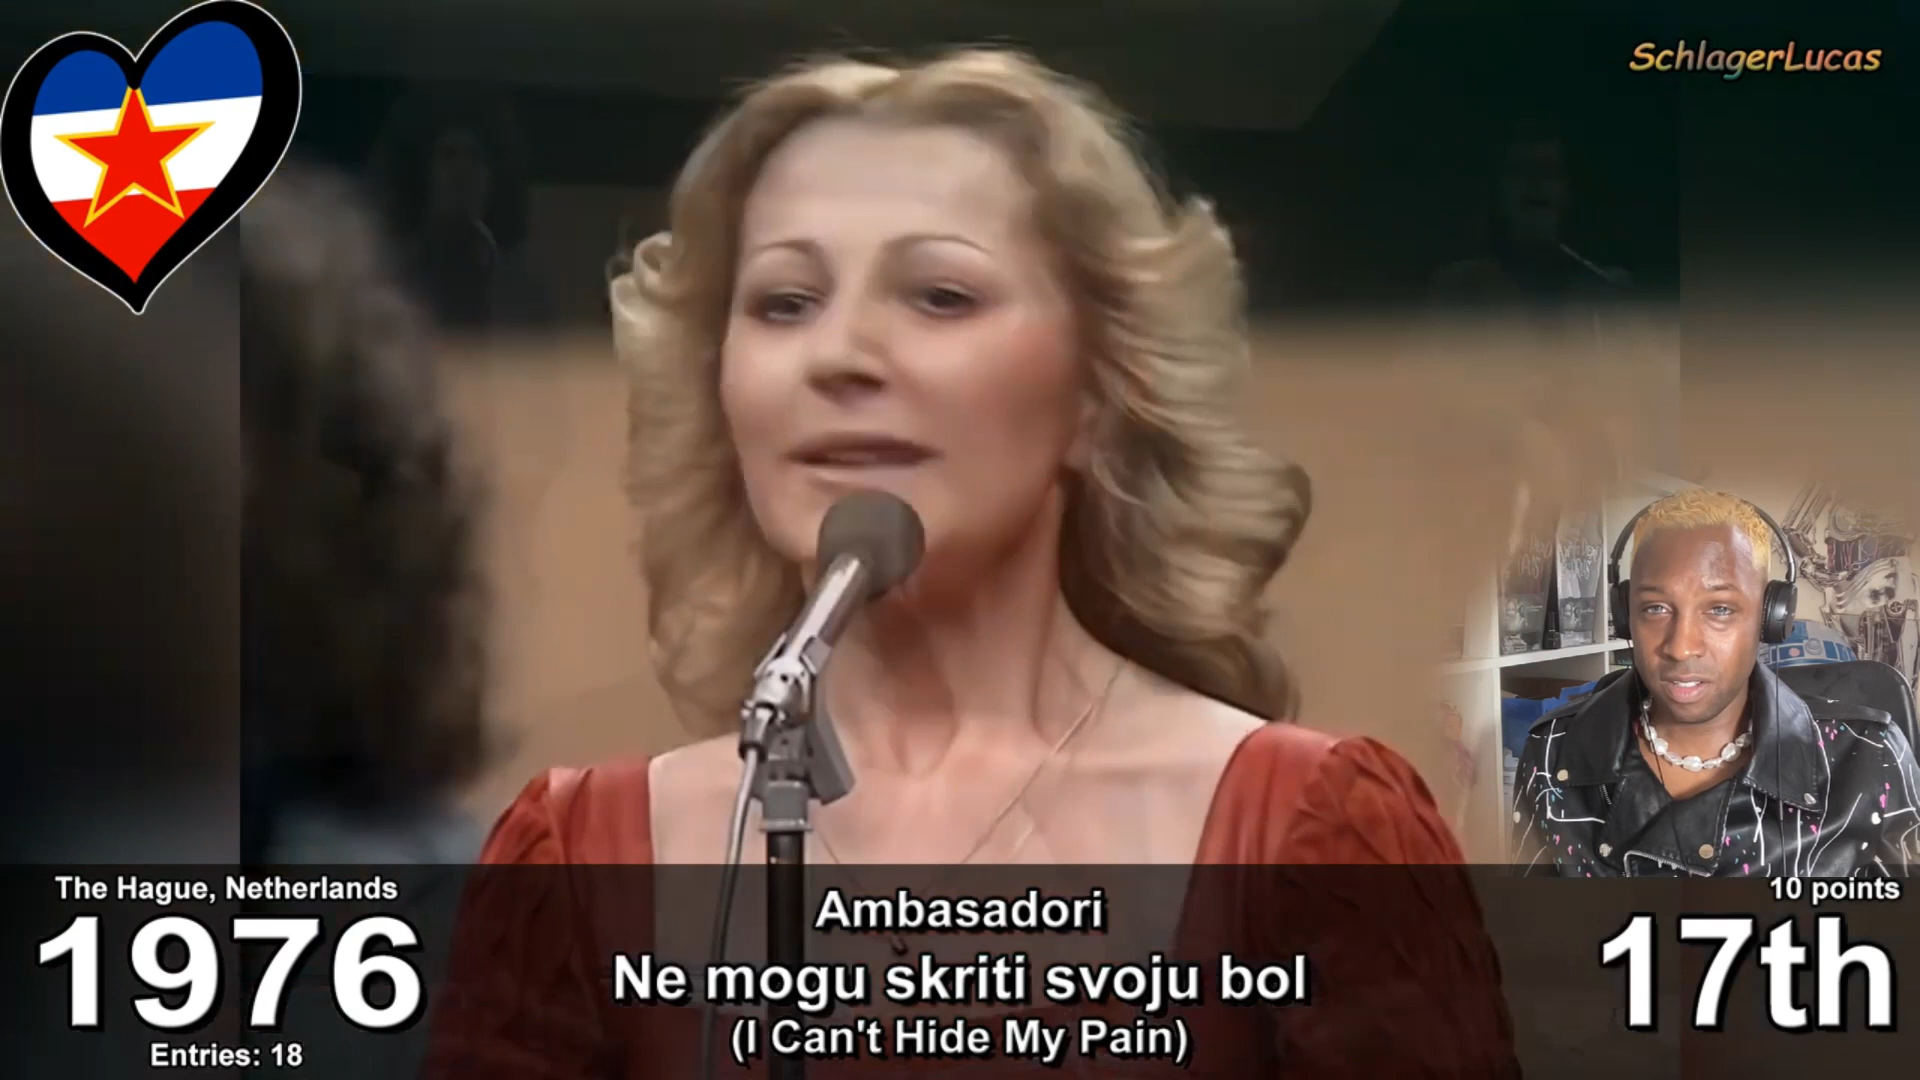 SchlagerLucas
The Hague, Netherlands
1976
Entries: 18
Ambasadori
Ne mogu skriti svoju bol
(I Can't Hide My Pain)
10 points
17th